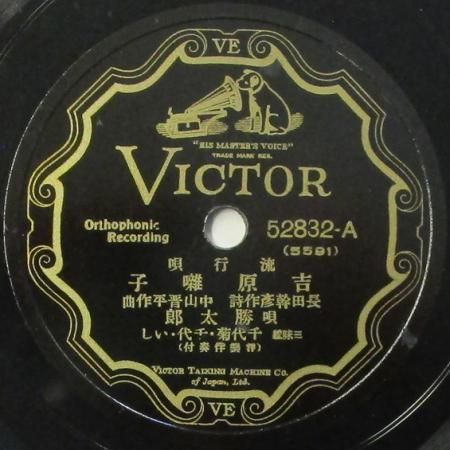 VE
"HIS MASTER'S VOICE"
TRADE MARK REG.
VICTOR
Orthophonic
Recording
52832-A
(5591)
流行唄
吉原囃子
長田幹彥作詩 中山晋平作曲
唄 勝太郎
三味線 千代菊・千代・いし
伴奏付
VICTOR TALKING MACHINE CO.
of Japan, Ltd.
VE